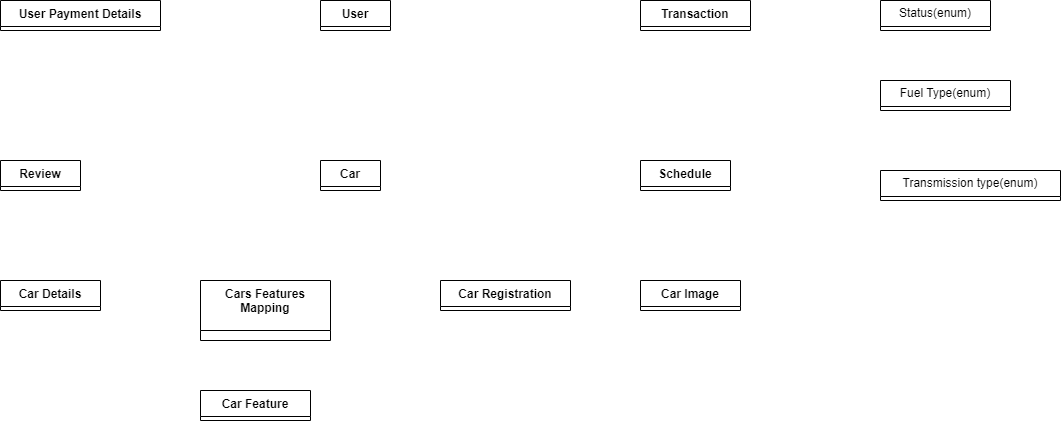 User Payment Details
User
Transaction
Status(enum)
Fuel Type(enum)
Review
Car
Schedule
Transmission type(enum)
Car Details
Cars Features
Mapping
Car Registration
Car Image
Car Feature